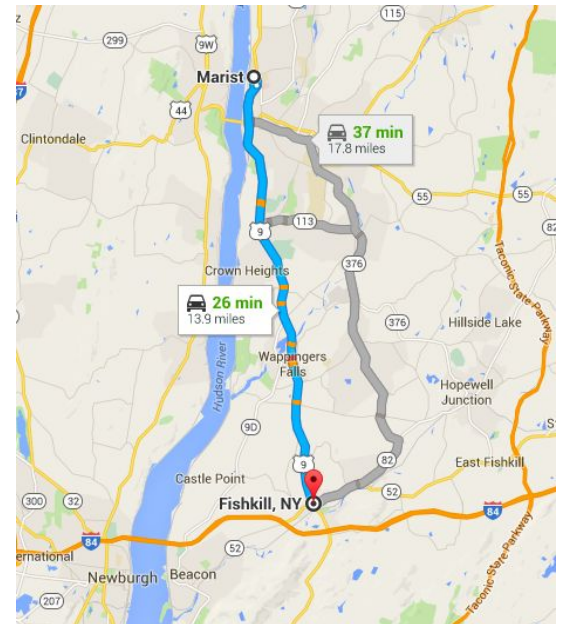 115
299
9W
Marist
44
37 min
17.8 miles
Clintondale
55
55
82
9
113
Crown Heights
376
Taconic State Parkway
26 min
13.9 miles
376
Hillside Lake
Wappingers
Falls
Hudson River
Hopewell
Junction
9D
82
East Fishkill
9
Castle Point
52
Fishkill, NY
300
32
84
84
52
Newburgh
Beacon
Taconic State Parkway
207